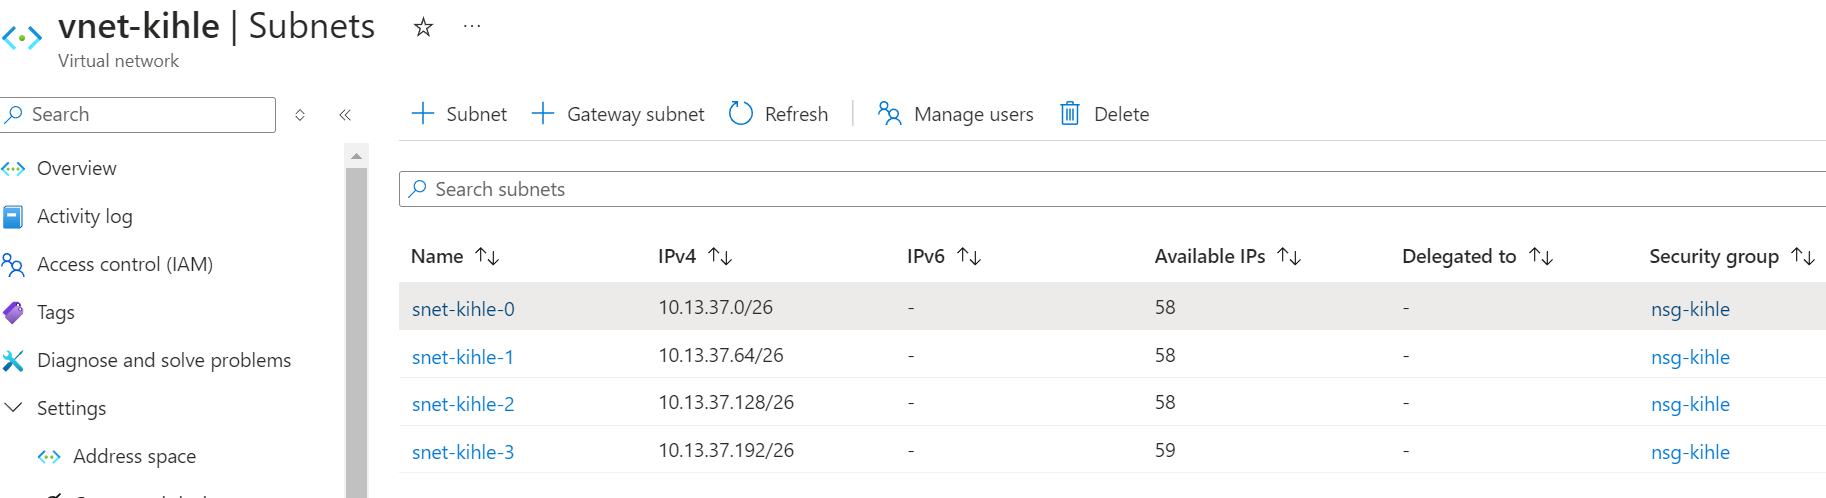 vnet-kihle | Subnets
Virtual network
Search
Subnet Gateway subnet Refresh Manage users Delete
Overview
Activity log
Access control (IAM)
Tags
Diagnose and solve problems
Settings
Address space
Search subnets
Name IPv4 IPv6 Available IPs Delegated to Security group
snet-kihle-0 10.13.37.0/26 - 58 - nsg-kihle
snet-kihle-1 10.13.37.64/26 - 58 - nsg-kihle
snet-kihle-2 10.13.37.128/26 - 58 - nsg-kihle
snet-kihle-3 10.13.37.192/26 - 59 - nsg-kihle